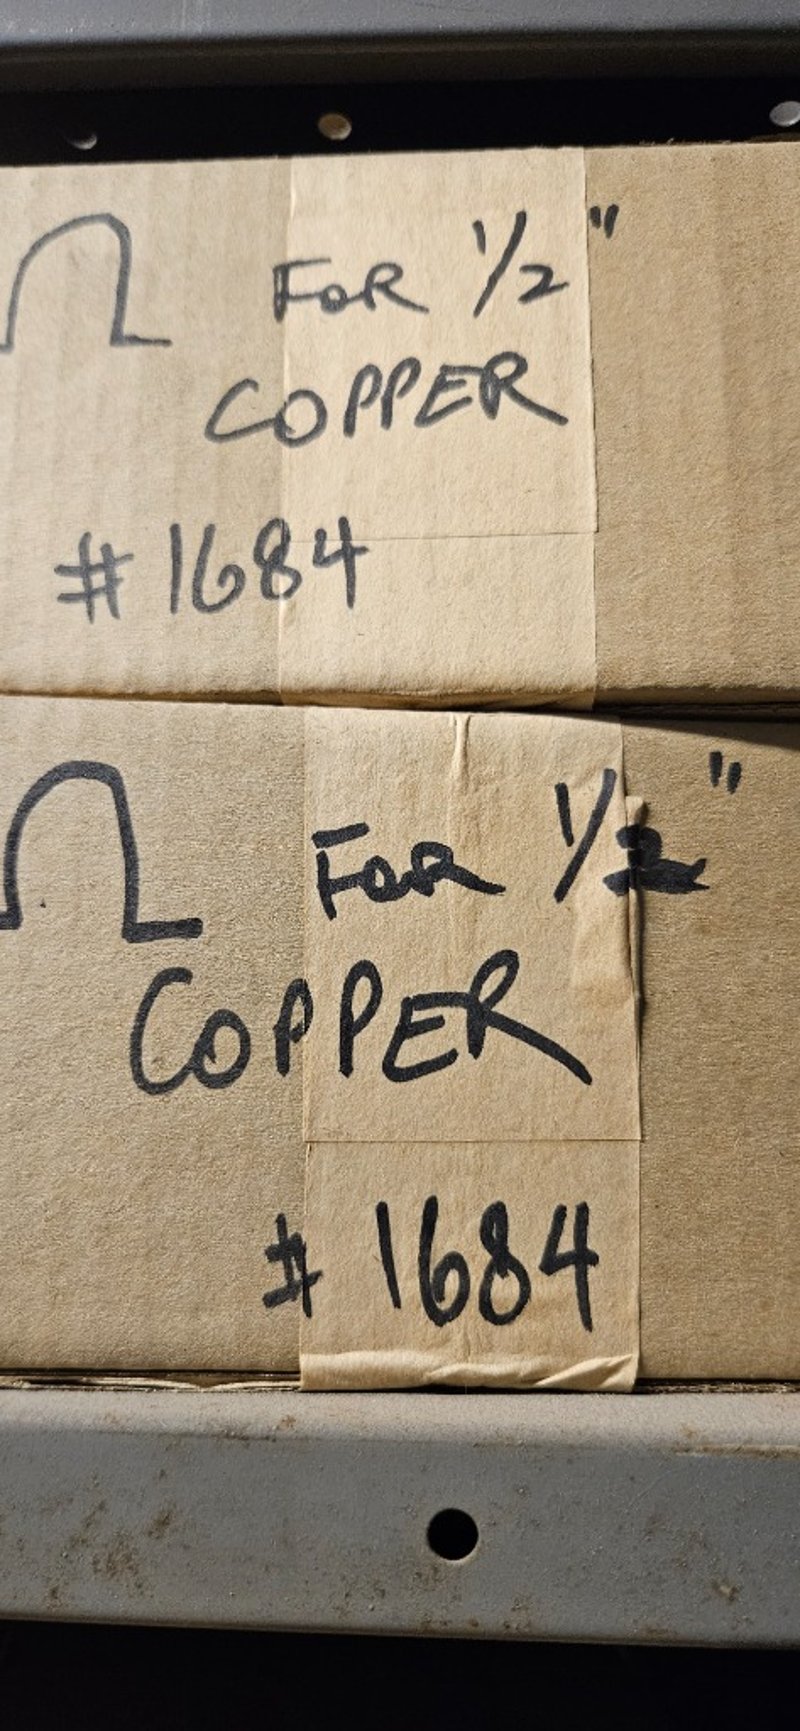 FOR 1/2"
COPPER
#1684
FOR 1/2"
COPPER
# 1684